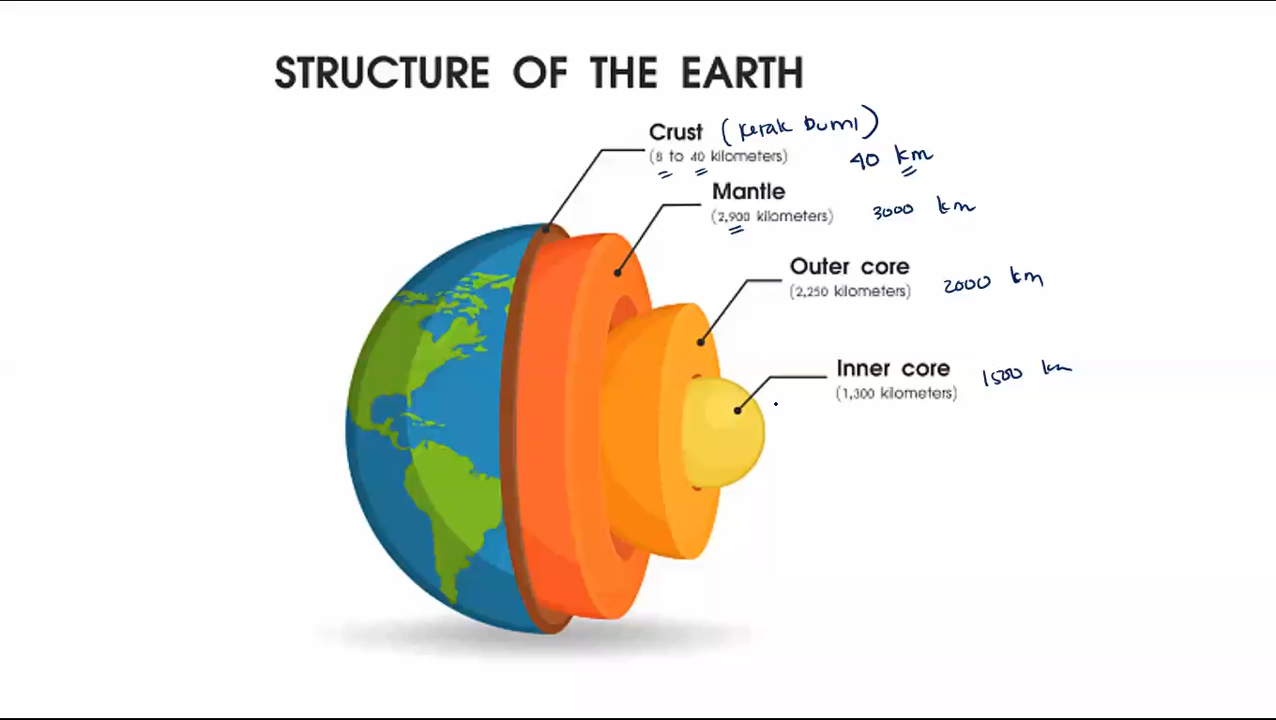 STRUCTURE OF THE EARTH
Crust (Kerak Bumi)
(8 to 40 kilometers) 40 km
Mantle
(2,900 kilometers) 3000 km
Outer core
(2,250 kilometers) 2000 km
Inner core
(1,300 kilometers) 1500 km